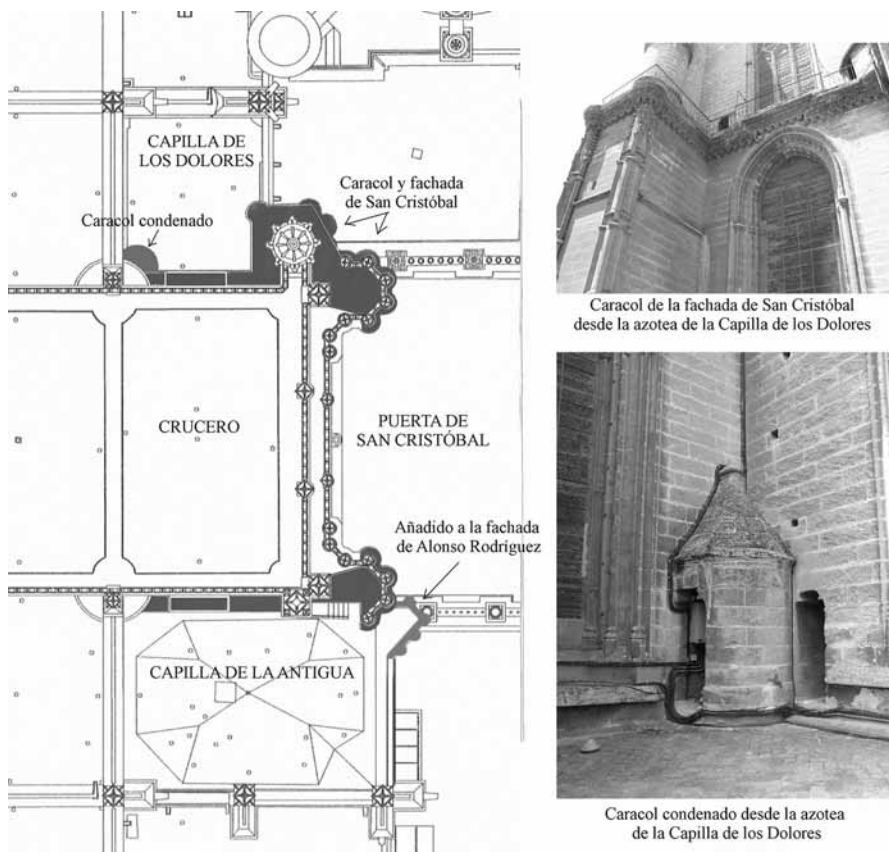 CAPILLA DE
LOS DOLORES
Caracol y fachada
de San Cristóbal
Caracol condenado
CRUCERO
PUERTA DE
SAN CRISTÓBAL
Añadido a la fachada
de Alonso Rodríguez
CAPILLA DE LA ANTIGUA
Caracol de la fachada de San Cristóbal
desde la azotea de la Capilla de los Dolores
Caracol condenado desde la azotea
de la Capilla de los Dolores